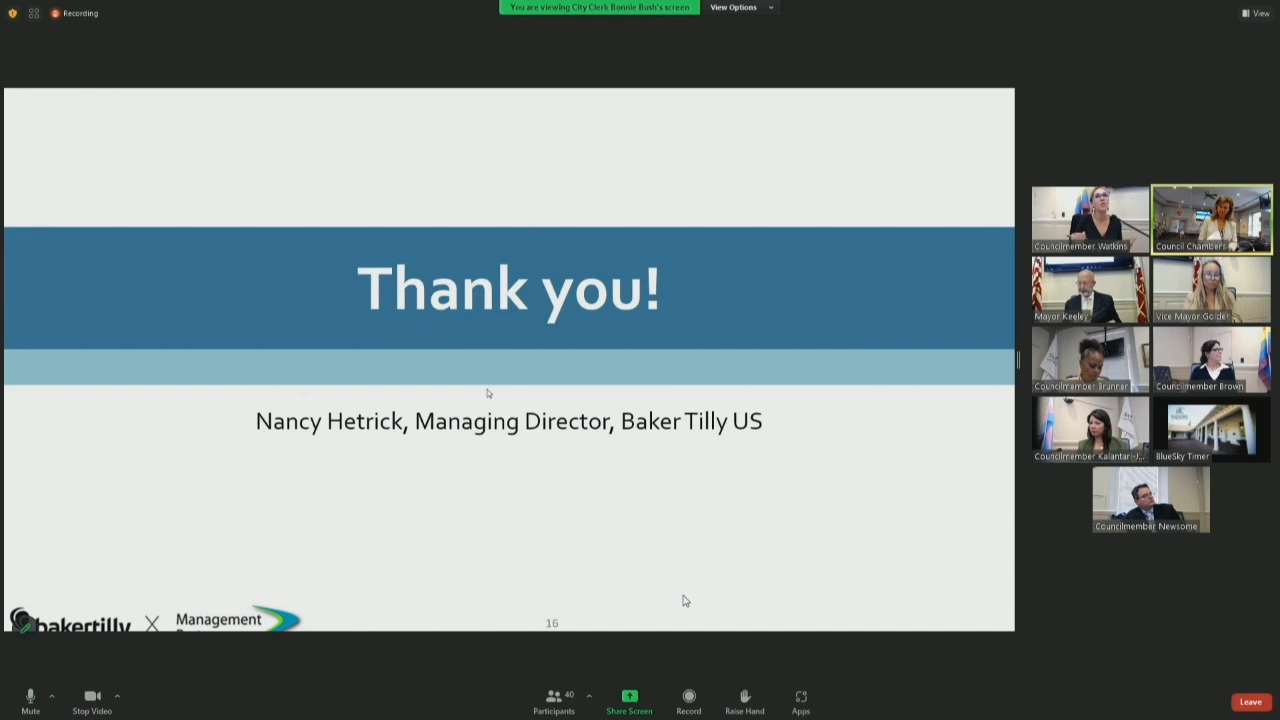 Recording
You are viewing City Clerk Bonnie Bush's screen
View Options
View
Thank you!
Nancy Hetrick, Managing Director, Baker Tilly US
bakertilly
Management
16
Councilmember Watkins
Council Chambers
Mayor Keeley
Vice Mayor Golder
Councilmember Brunner
Councilmember Brown
Councilmember Kalantari-J...
BlueSky Timer
Councilmember Newsome
Mute
Stop Video
Participants
40
Share Screen
Record
Raise Hand
Apps
Leave